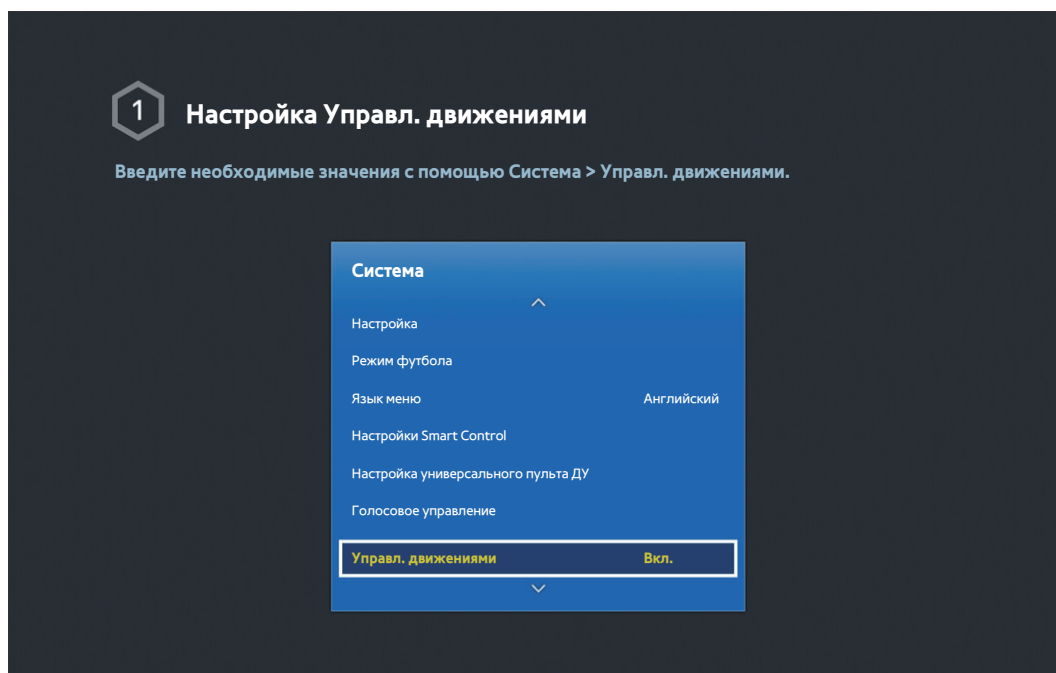 1
Настройка Управл. движениями
Введите необходимые значения с помощью Система > Управл. движениями.
Система
Настройка
Режим футбола
Язык меню Английский
Настройки Smart Control
Настройка универсального пульта ДУ
Голосовое управление
Управл. движениями Вкл.